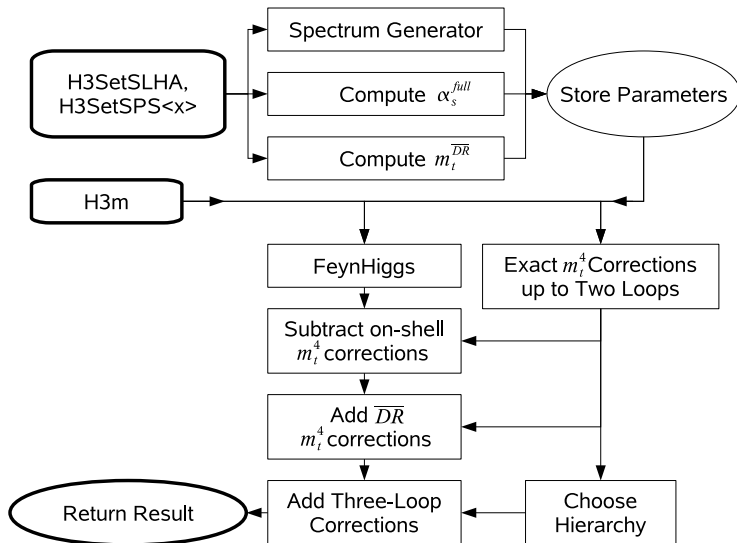 Spectrum Generator
H3SetSLHA,
H3SetSPS<x>
Compute α_s^{full}
Store Parameters
Compute m_t^{\overline{DR}}
H3m
FeynHiggs
Exact m_t^4 Corrections
up to Two Loops
Subtract on-shell
m_t^4 corrections
Add \overline{DR}
m_t^4 corrections
Return Result
Add Three-Loop
Corrections
Choose
Hierarchy